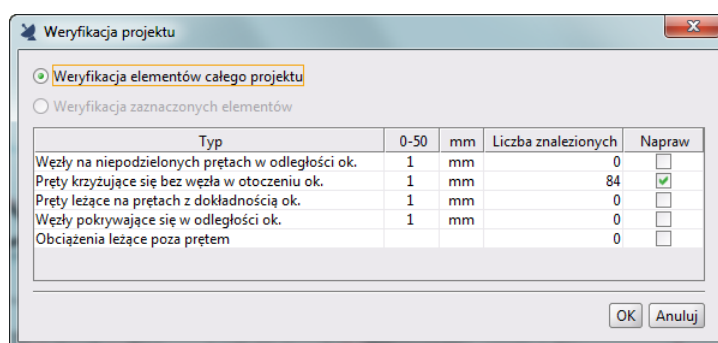 Weryfikacja projektu
Weryfikacja elementów całego projektu
Weryfikacja zaznaczonych elementów
Typ 0-50 mm Liczba znalezionych Napraw
Węzły na niepodzielonych prętach w odległości ok. 1 mm 0
Pręty krzyżujące się bez węzła w otoczeniu ok. 1 mm 84
Pręty leżące na prętach z dokładnością ok. 1 mm 0
Węzły pokrywające się w odległości ok. 1 mm 0
Obciążenia leżące poza prętem 0
OK Anuluj